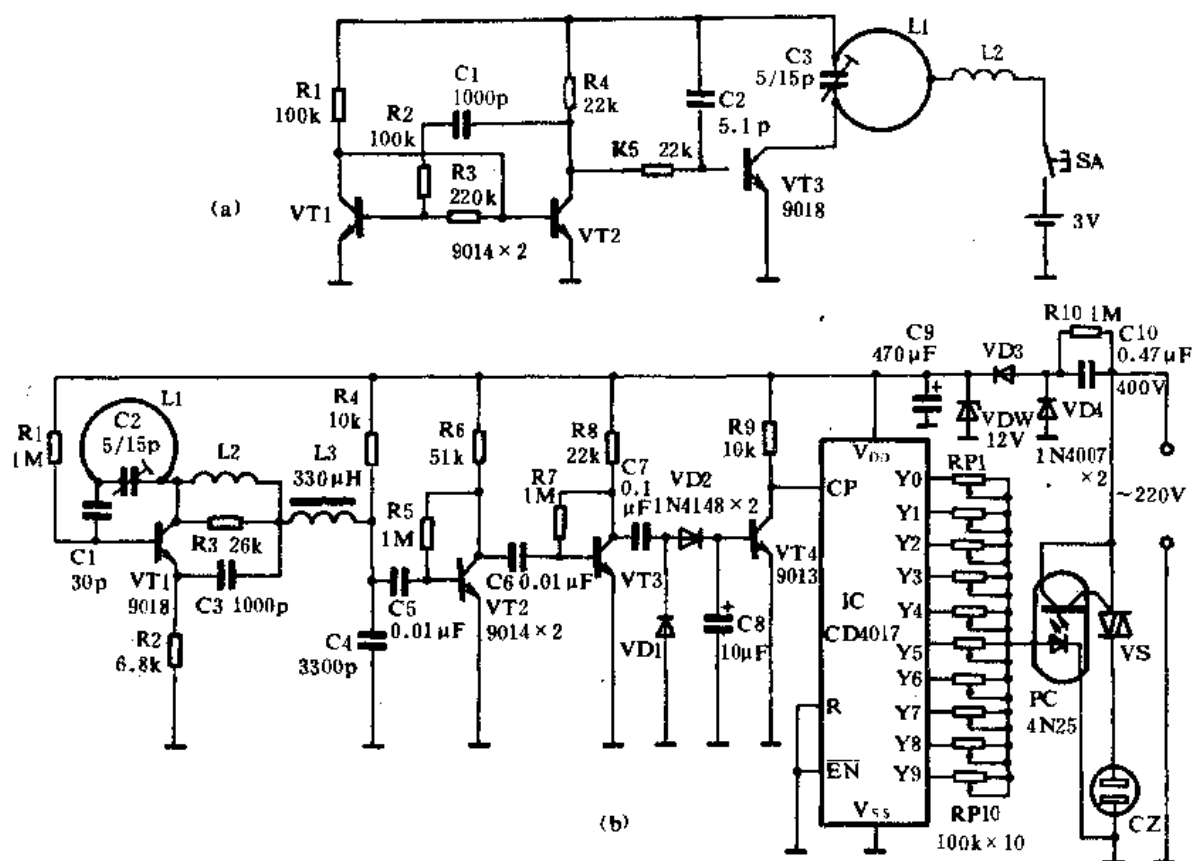 L1
C3
5/15p
L2
R1
100k
C1
1000p
R2
100k
R4
22k
C2
5.1p
R3
220k
K5 22k
SA
(a)
VT1
VT2
VT3
9018
9014×2
3V
R10 1M
C9
470μF
VD3
C10
0.47μF
400V
VDW
12V
VD4
1N4007
×2
L1
C2
5/15p
R1
1M
L2
L3
330μH
R4
10k
R6
51k
R8
22k
R9
10k
R7
1M
C7
0.1
μF
VD2
1N4148×2
R5
1M
R3 26k
C1
30p
VT1
9018
C3 1000p
R2
6.8k
C4
3300p
C5
0.01μF
VT2
9014×2
C6 0.01μF
VT3
VD1
+
C8
10μF
VT4
9013
+
VDD
CP
IC
CD4017
R
EN
VSS
Y0
Y1
Y2
Y3
Y4
Y5
Y6
Y7
Y8
Y9
RP1
RP10
100k×10
~220V
PC
4N25
VS
CZ
(b)